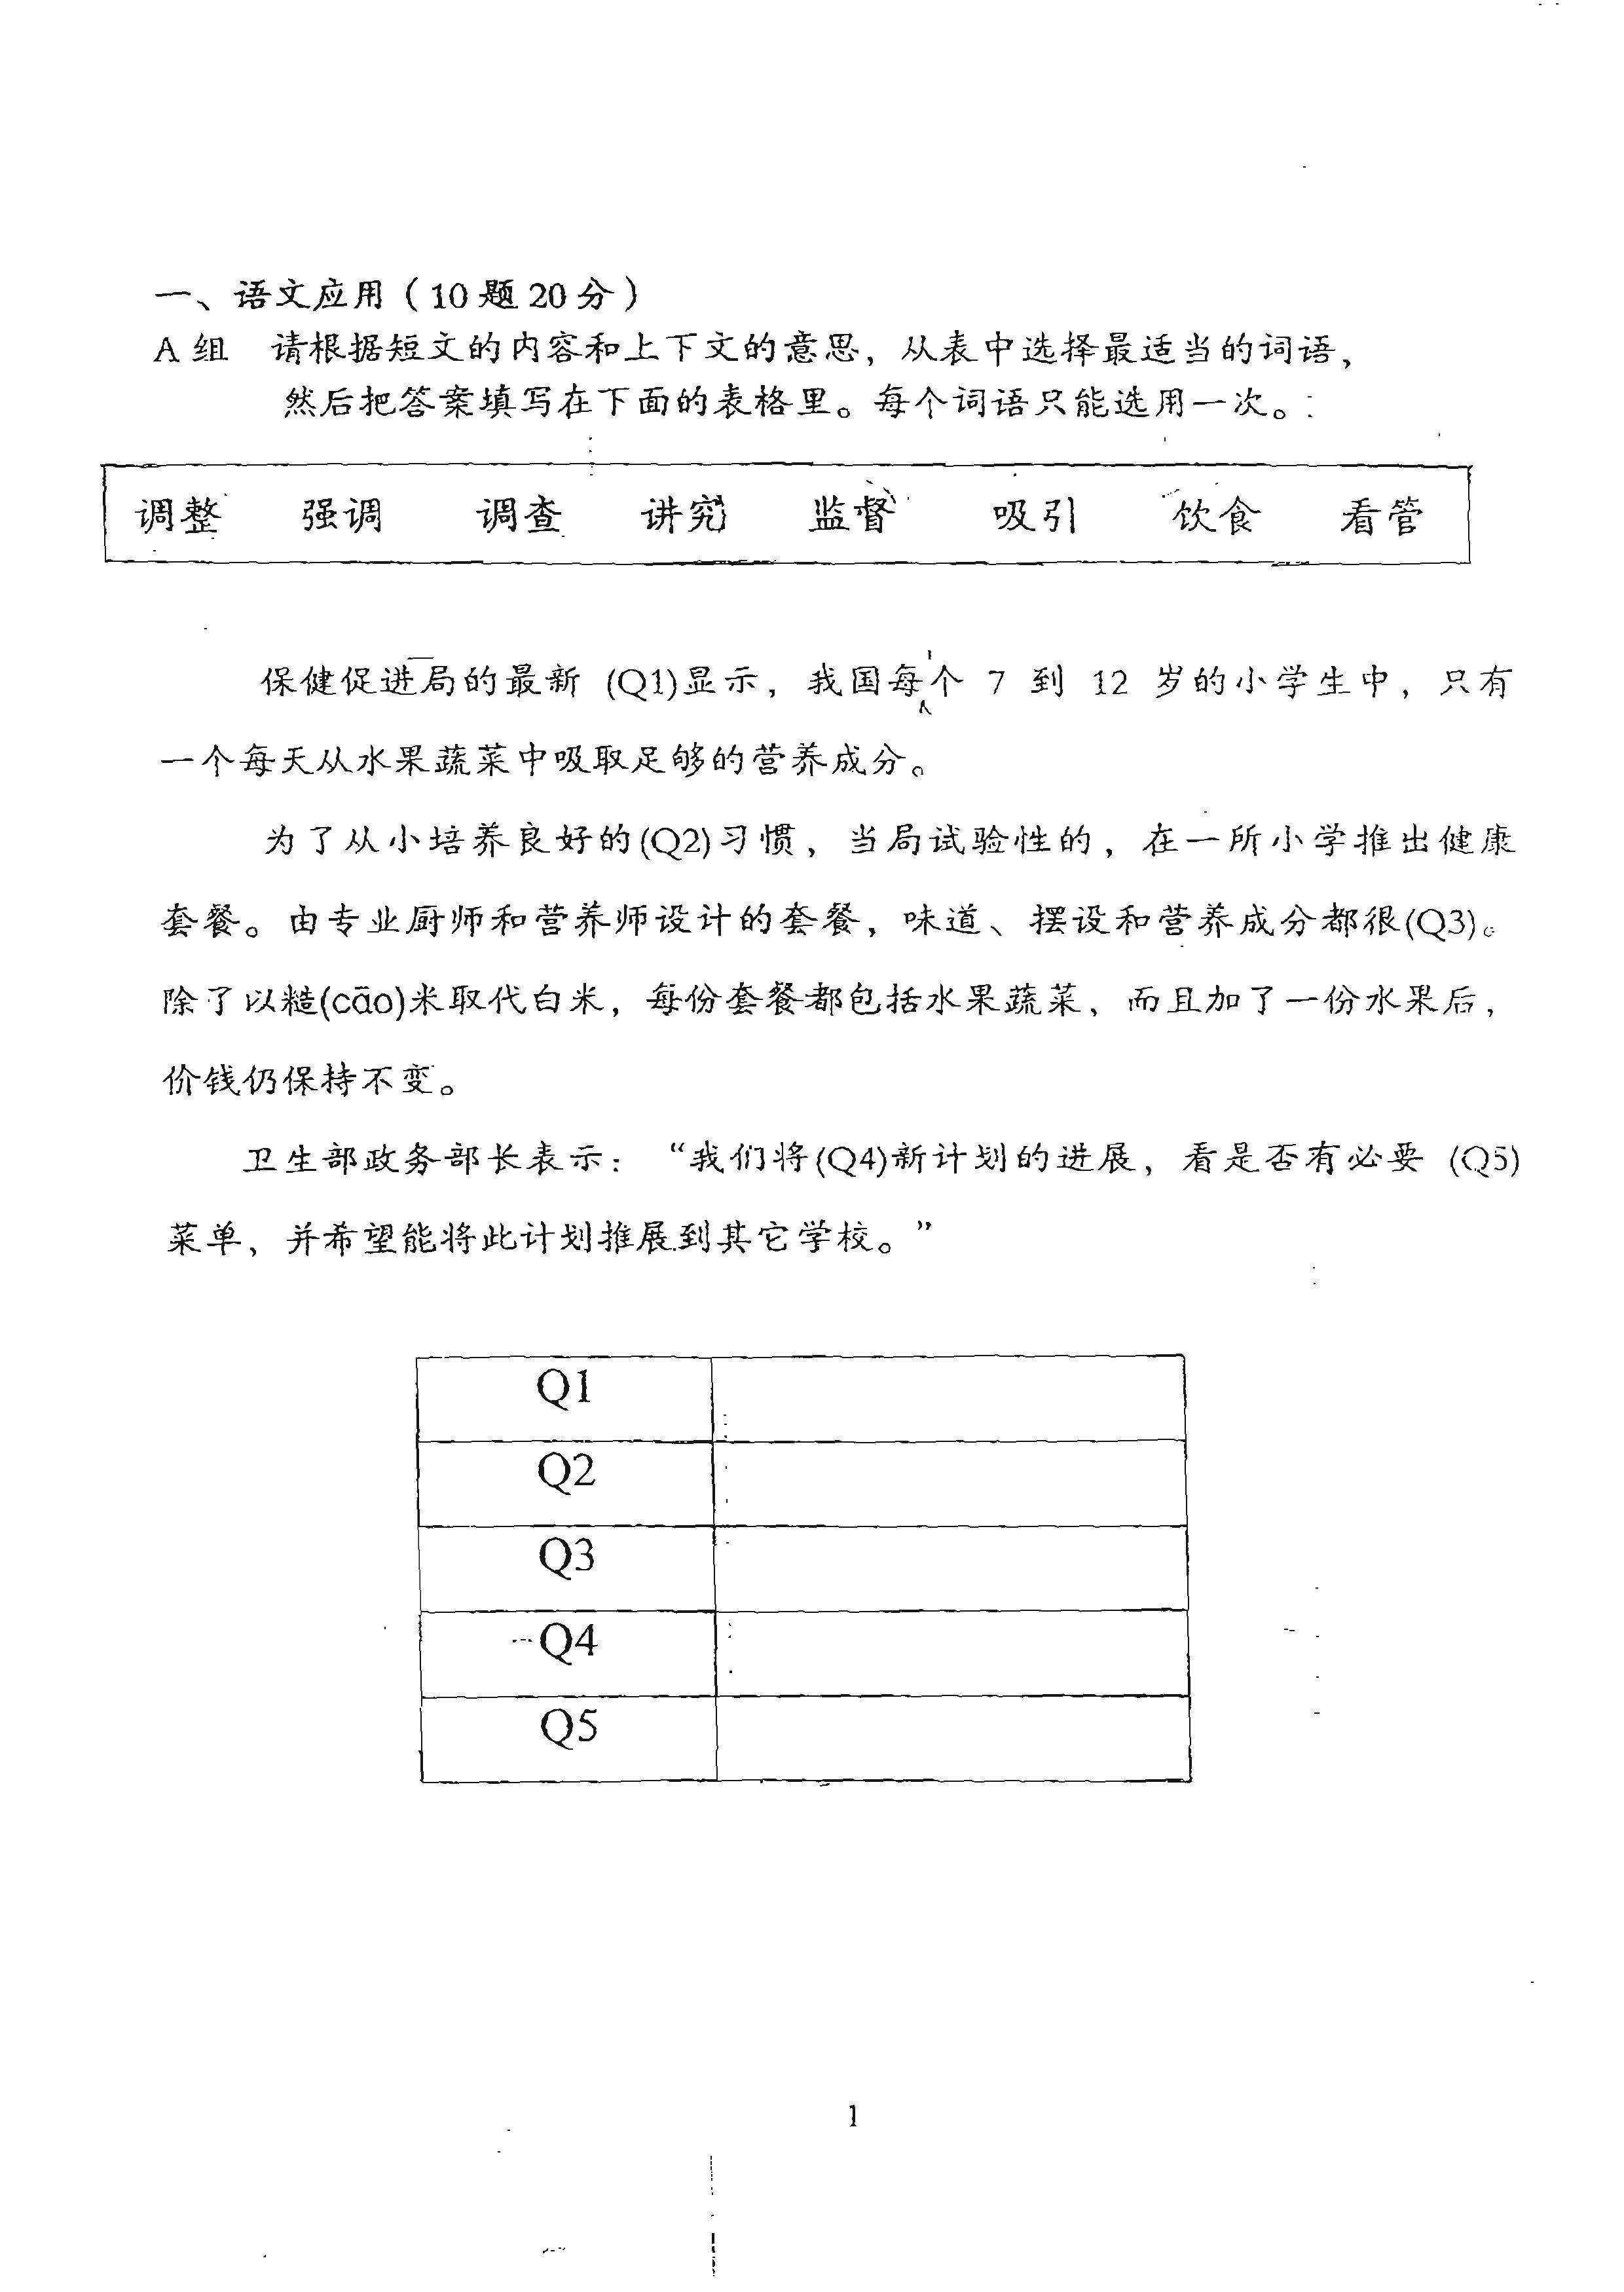 一、语文应用（10题20分）
A组 请根据短文的内容和上下文的意思，从表中选择最适当的词语，
然后把答案填写在下面的表格里。每个词语只能选用一次。
调整 强调 调查 讲究 监督 吸引 饮食 看管
保健促进局的最新 (Q1)显示，我国每个 7 到 12 岁的小学生中，只有
一个每天从水果蔬菜中吸取足够的营养成分。
为了从小培养良好的(Q2)习惯，当局试验性的，在一所小学推出健康
套餐。由专业厨师和营养师设计的套餐，味道、摆设和营养成分都很(Q3)。
除了以糙(cāo)米取代白米，每份套餐都包括水果蔬菜，而且加了一份水果后，
价钱仍保持不变。
卫生部政务部长表示：“我们将(Q4)新计划的进展，看是否有必要 (Q5)
菜单，并希望能将此计划推展到其它学校。”
Q1
Q2
Q3
Q4
Q5
1